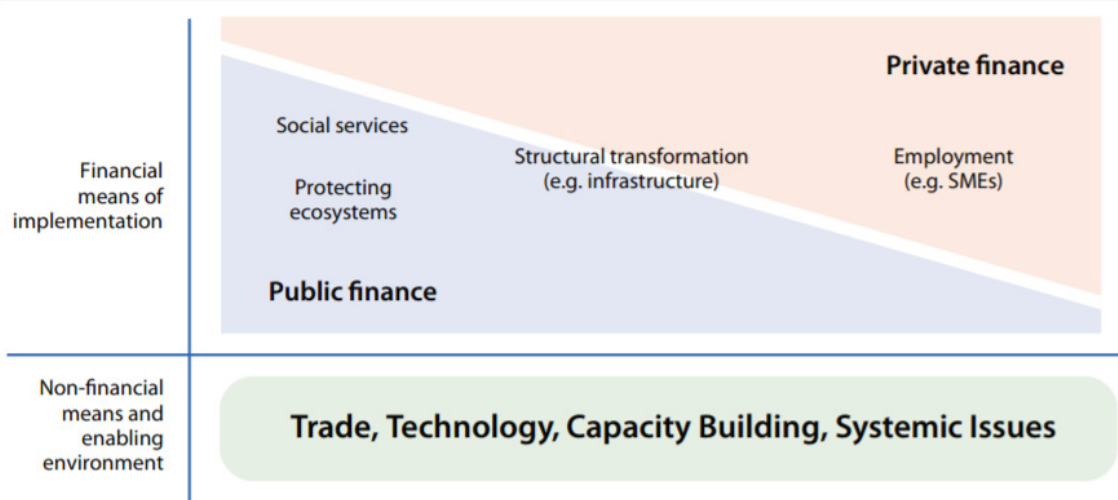 Private finance
Social services
Structural transformation
(e.g. infrastructure)
Employment
(e.g. SMEs)
Financial
means of
implementation
Protecting
ecosystems
Public finance
Non-financial
means and
enabling
environment
Trade, Technology, Capacity Building, Systemic Issues